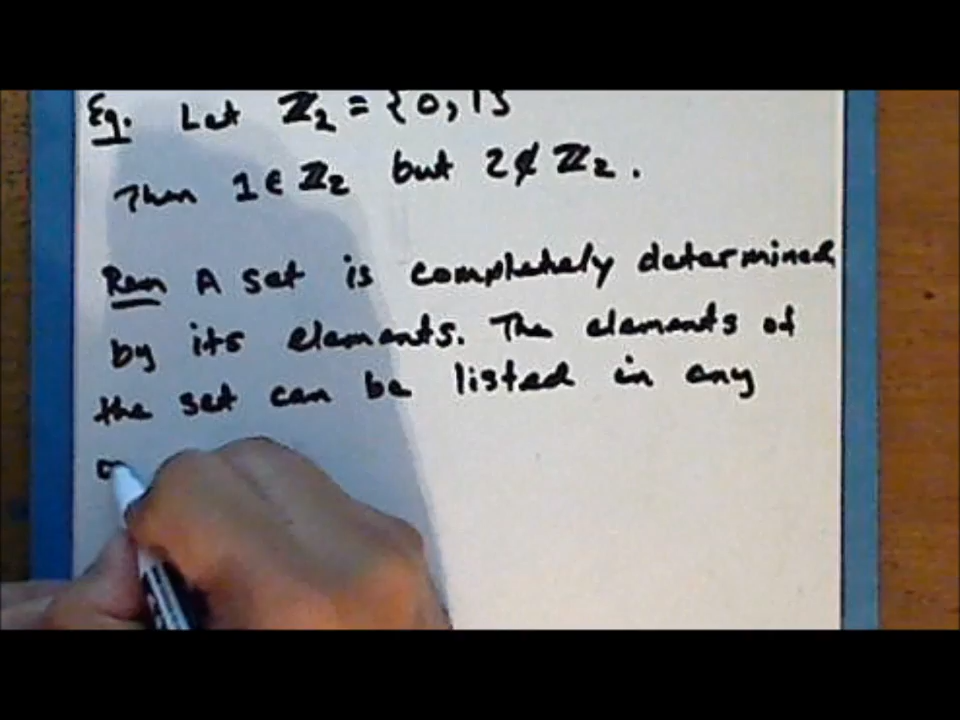 Eg. Let ℤ₂ = {0, 1}
Then 1 ∈ ℤ₂ but 2 ∉ ℤ₂.
Rem A set is completely determined
by its elements. The elements of
the set can be listed in any